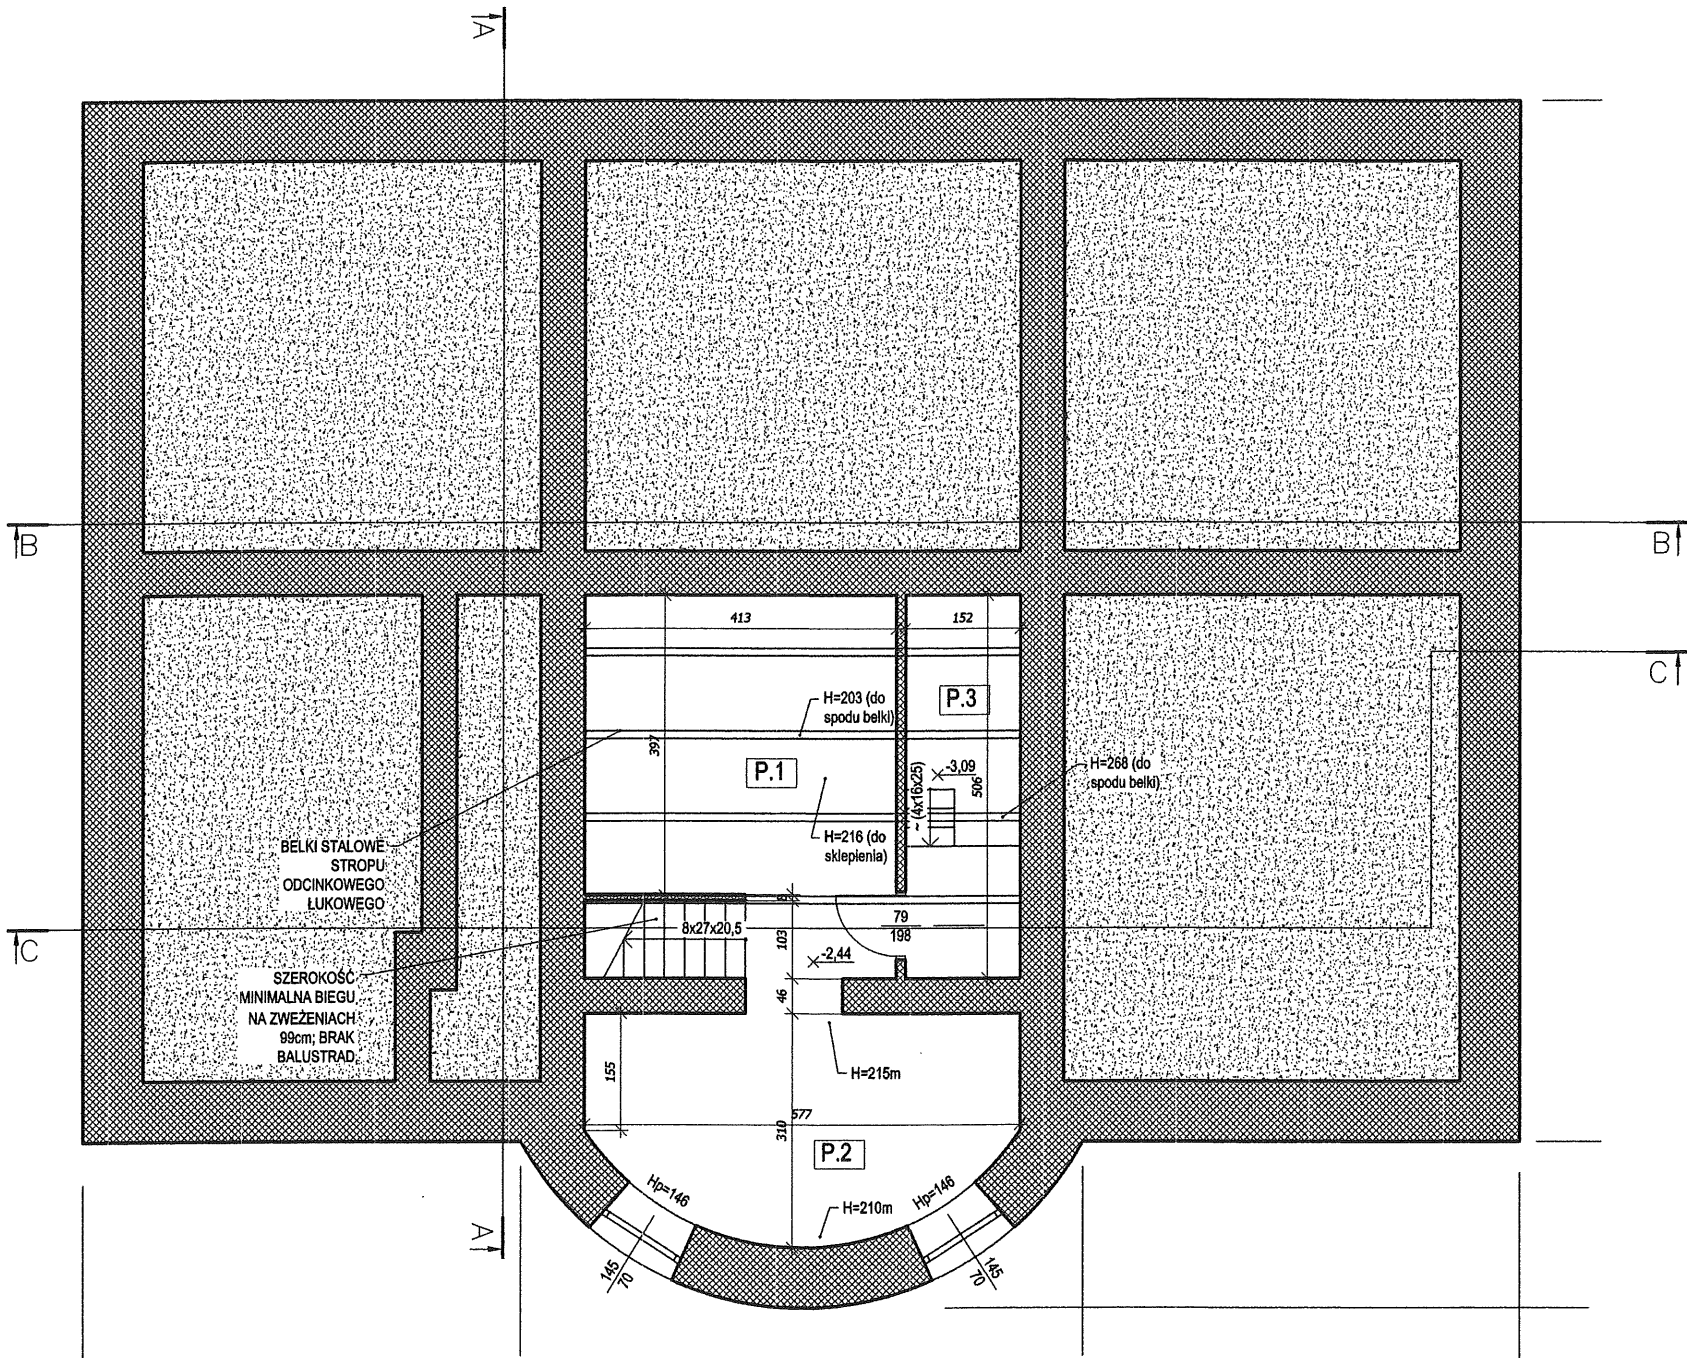 A
B
B
413
152
C
P.3
H=203 (do
spodu belki)
397
P.1
-3,09
H=268 (do
spodu belki)
506
~ (4x16x25)
H=216 (do
sklepienia)
BELKI STALOWE
STROPU
ODCINKOWEGO
ŁUKOWEGO
8
79
198
8x27x20,5
103
C
-2,44
SZEROKOŚĆ
MINIMALNA BIEGU
NA ZWĘŻENIACH
99cm; BRAK
BALUSTRAD
46
155
H=215m
577
310
P.2
Hp=146
Hp=146
H=210m
A
145
70
145
70